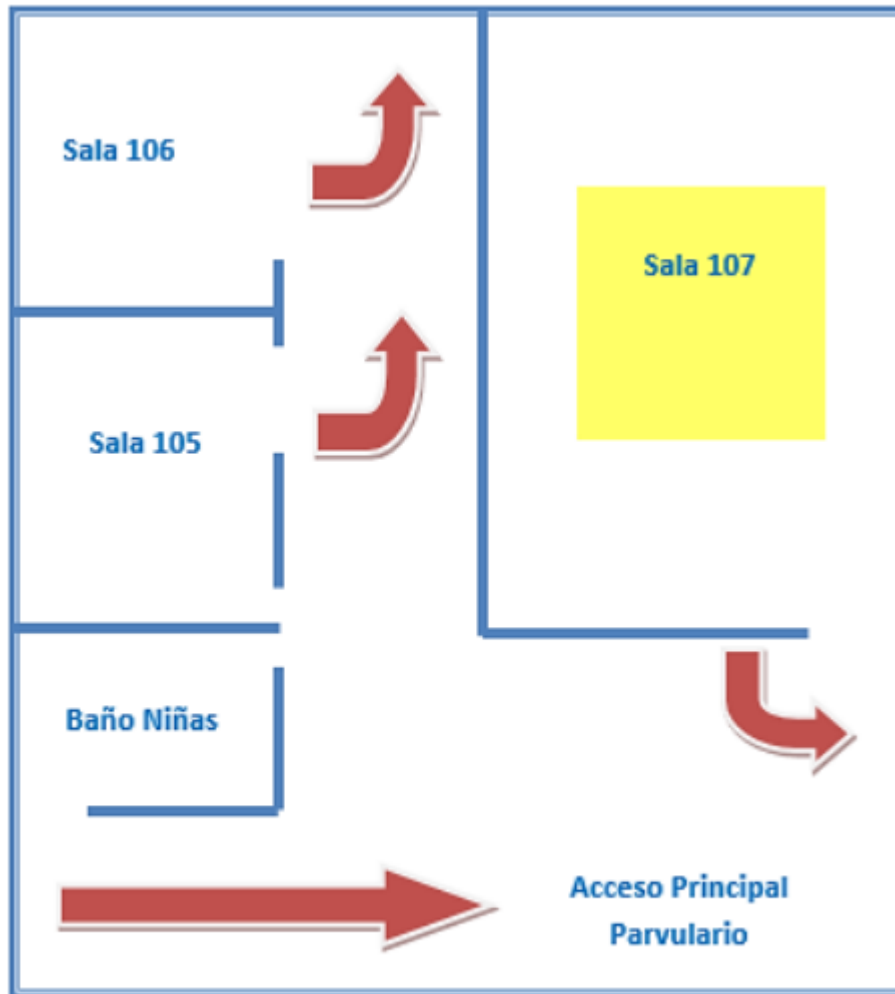 Sala 106
Sala 107
Sala 105
Baño Niñas
Acceso Principal
Parvulario